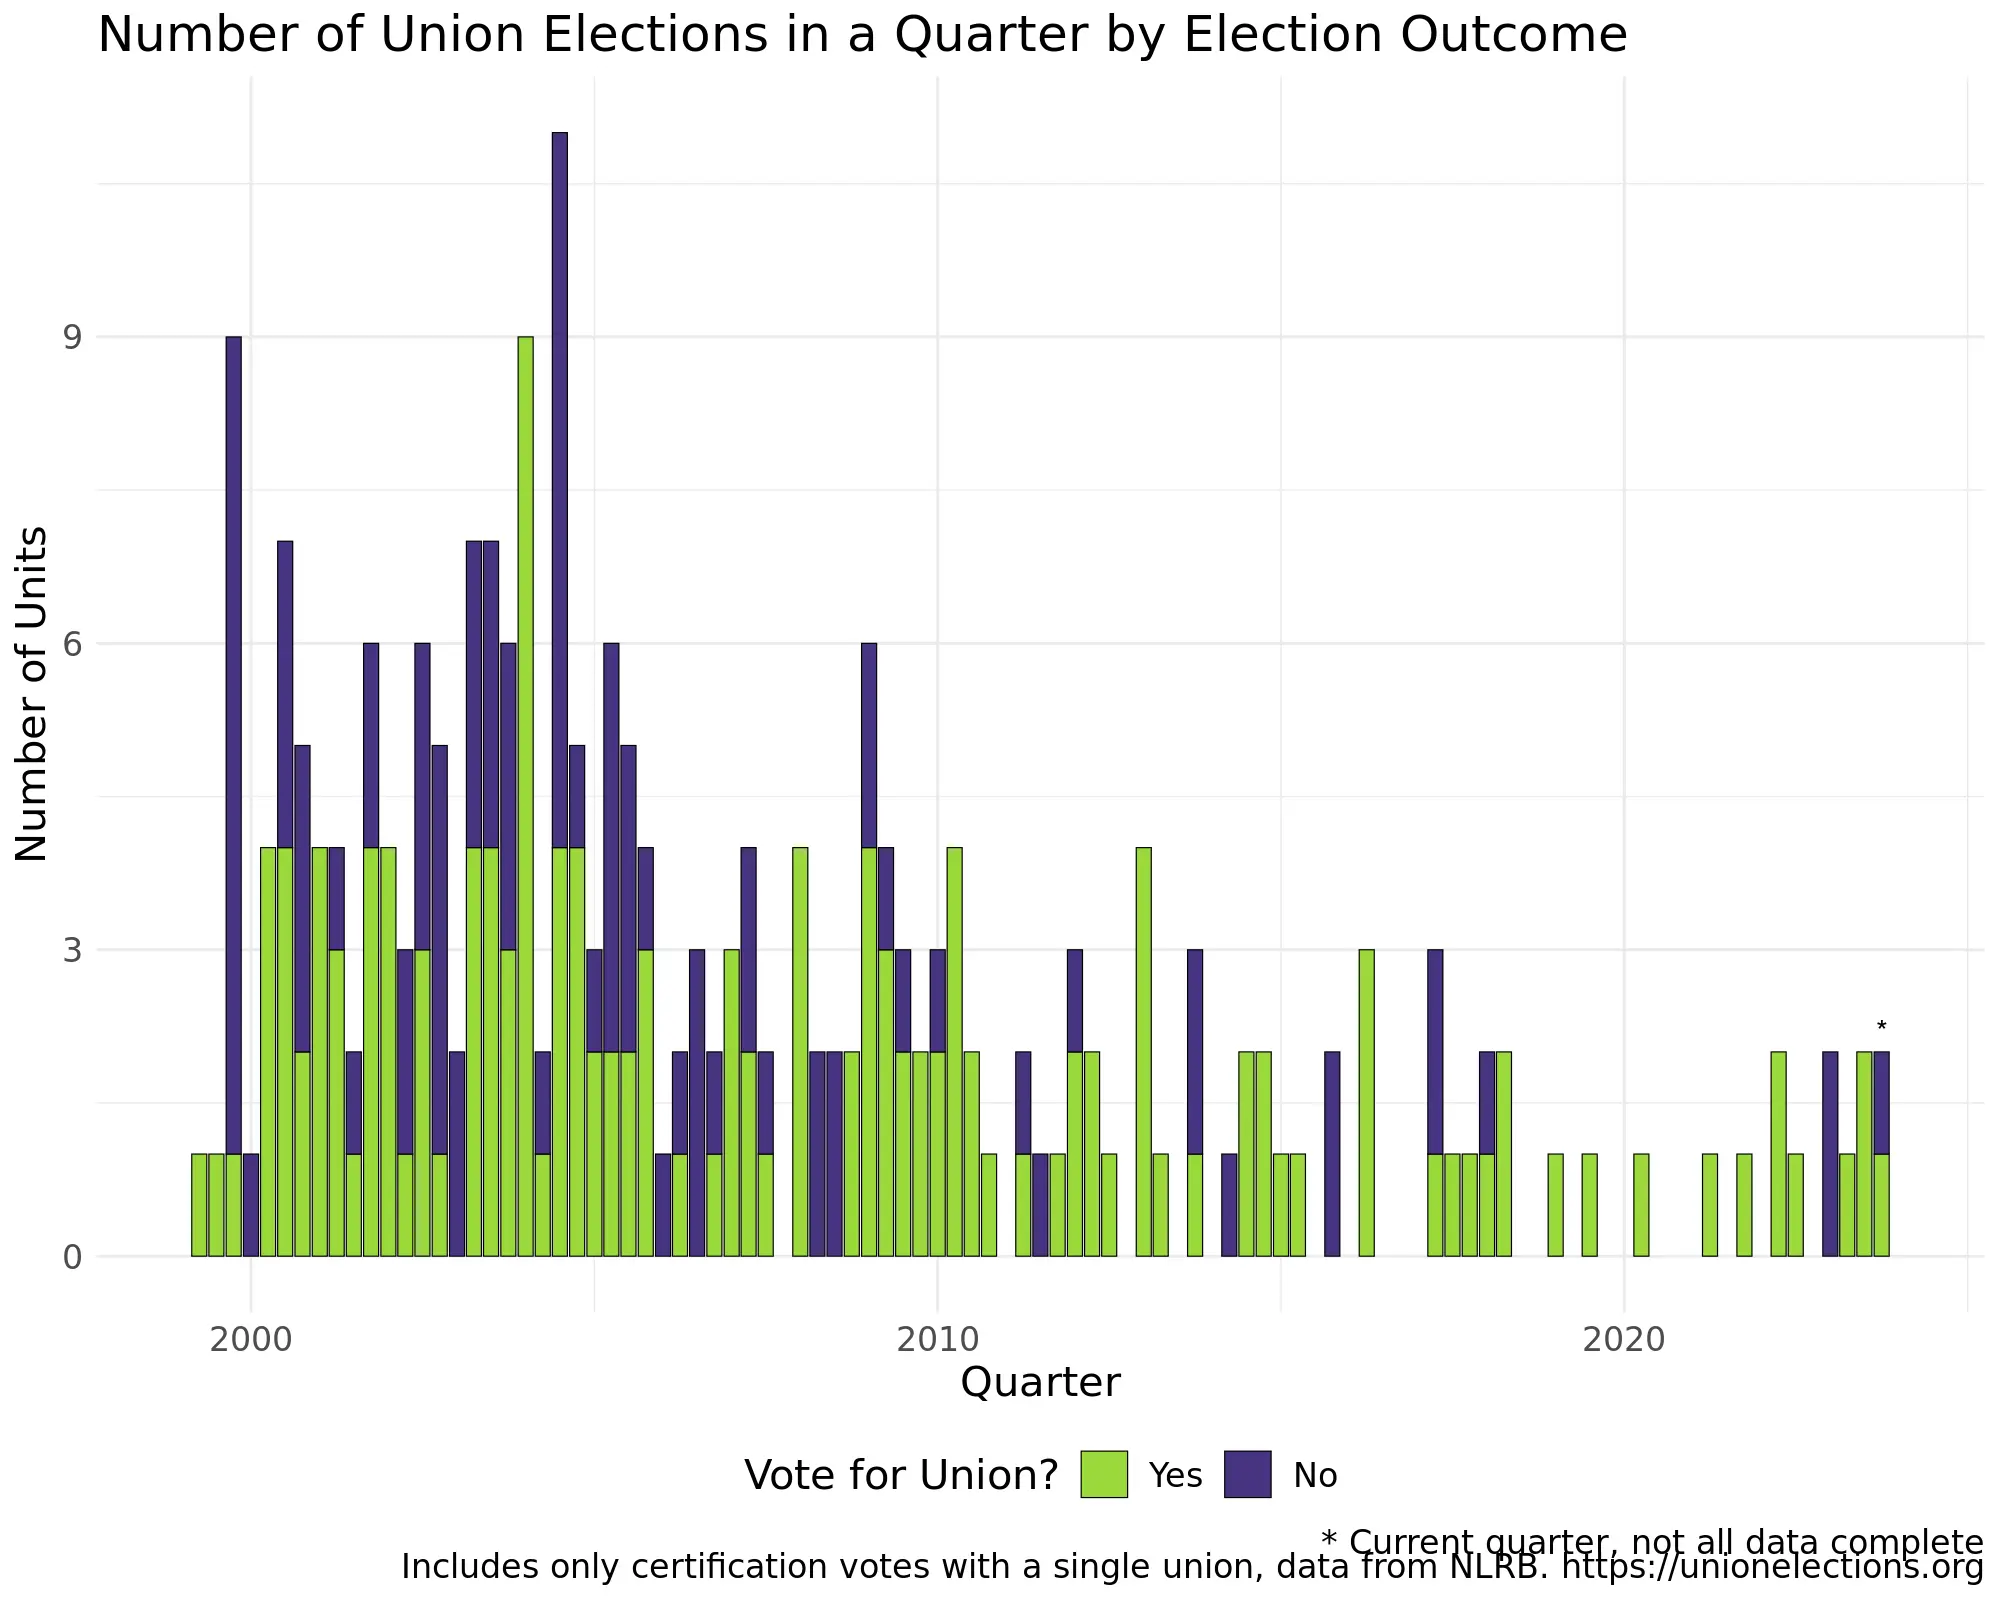 Number of Union Elections in a Quarter by Election Outcome
Number of Units
9
6
3
0
*
2000 2010 2020
Quarter
Vote for Union? Yes No
* Current quarter, not all data complete
Includes only certification votes with a single union, data from NLRB. https://unionelections.org